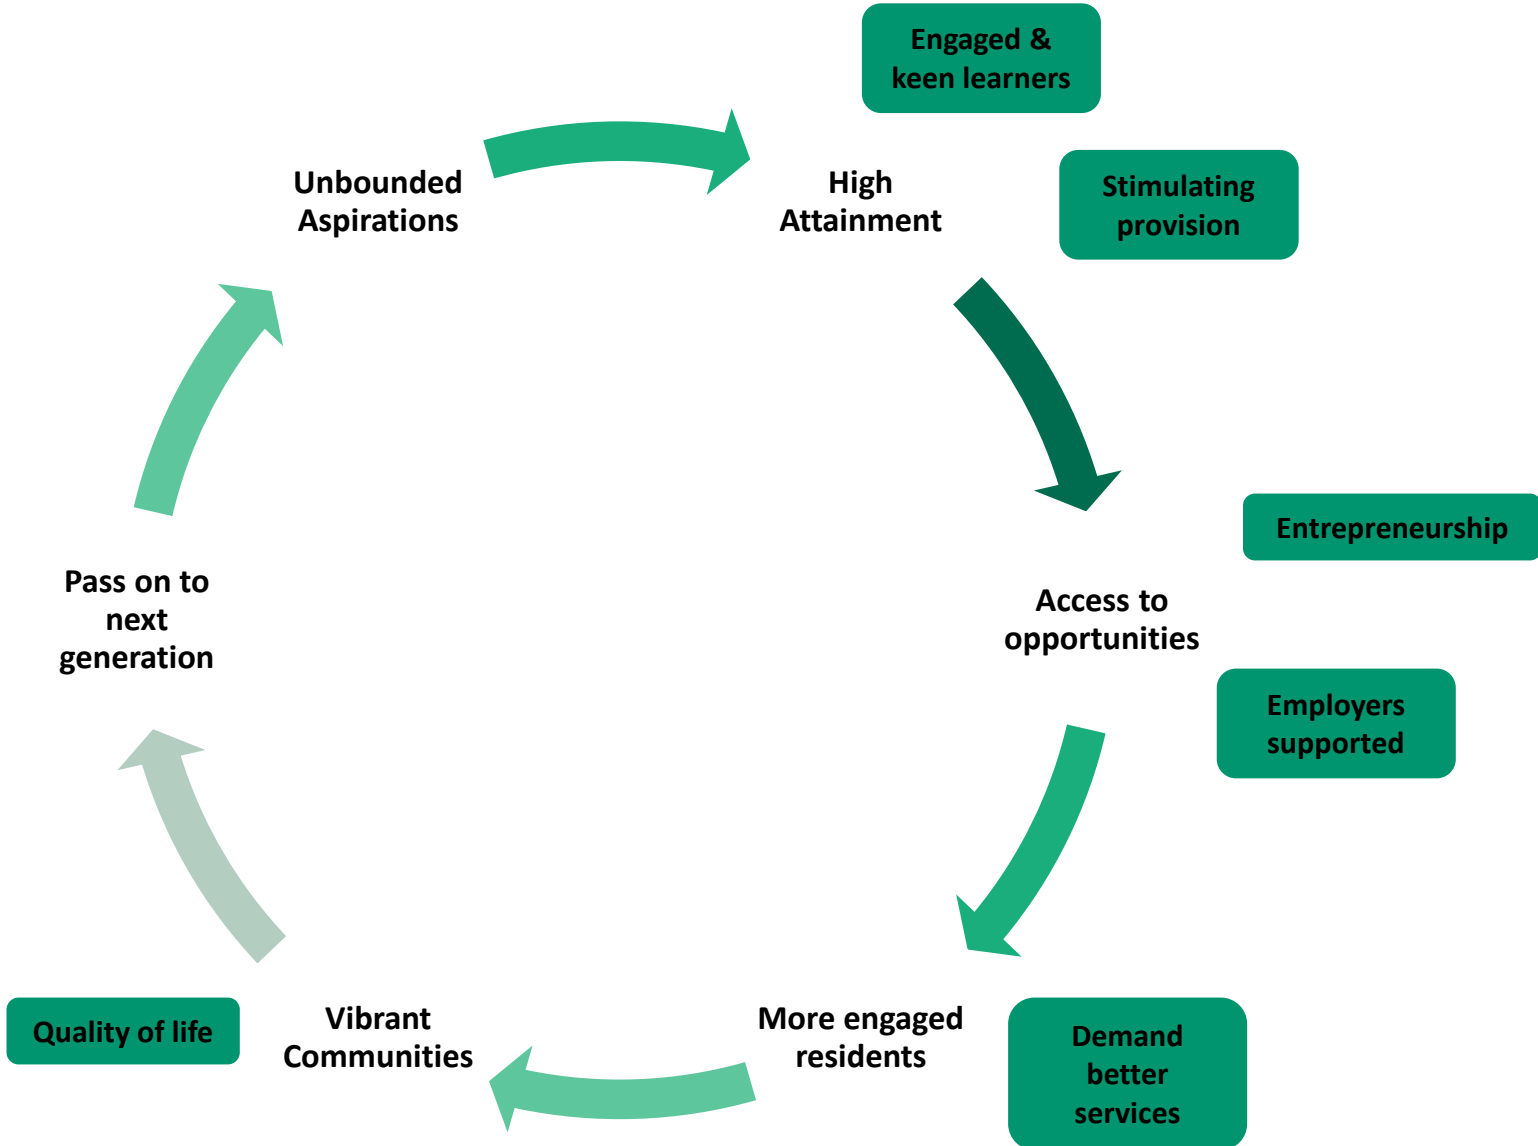 Engaged &
keen learners
Unbounded
Aspirations
High
Attainment
Stimulating
provision
Entrepreneurship
Pass on to
next
generation
Access to
opportunities
Employers
supported
Quality of life
Vibrant
Communities
More engaged
residents
Demand
better
services